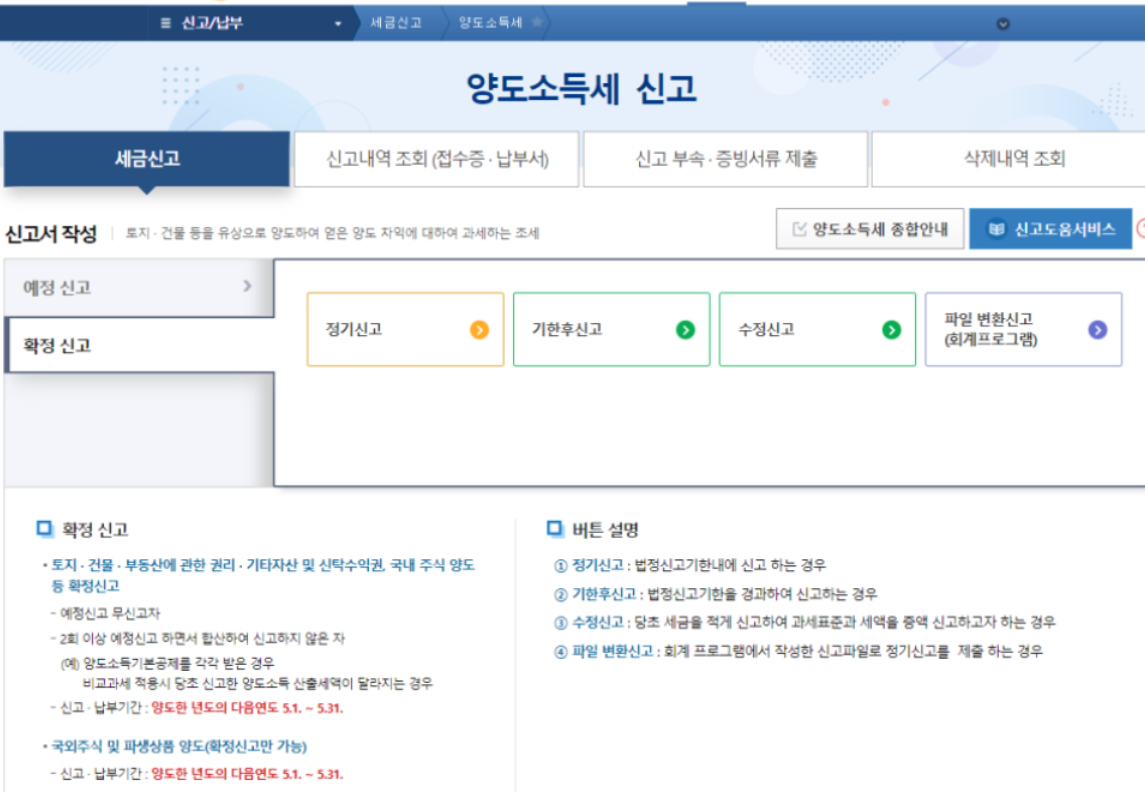 신고/납부
세금신고
양도소득세
양도소득세 신고
세금신고
신고내역 조회 (접수증 · 납부서)
신고 부속 · 증빙서류 제출
삭제내역 조회
신고서 작성
토지 · 건물 등을 유상으로 양도하여 얻은 양도 차익에 대하여 과세하는 조세
양도소득세 종합안내
신고도움서비스
예정 신고
확정 신고
정기신고
기한후신고
수정신고
파일 변환신고
(회계프로그램)
확정 신고
• 토지 · 건물 · 부동산에 관한 권리 · 기타자산 및 신탁수익권, 국내 주식 양도
등 확정신고
- 예정신고 무신고자
- 2회 이상 예정신고 하면서 합산하여 신고하지 않은 자
(예) 양도소득기본공제를 각각 받은 경우
비교과세 적용시 당초 신고한 양도소득 산출세액이 달라지는 경우
- 신고 · 납부기간 : 양도한 년도의 다음연도 5.1. ~ 5.31.
• 국외주식 및 파생상품 양도(확정신고만 가능)
- 신고 · 납부기간 : 양도한 년도의 다음연도 5.1. ~ 5.31.
버튼 설명
① 정기신고 : 법정신고기한내에 신고 하는 경우
② 기한후신고 : 법정신고기한을 경과하여 신고하는 경우
③ 수정신고 : 당초 세금을 적게 신고하여 과세표준과 세액을 증액 신고하고자 하는 경우
④ 파일 변환신고 : 회계 프로그램에서 작성한 신고파일로 정기신고를 제출 하는 경우